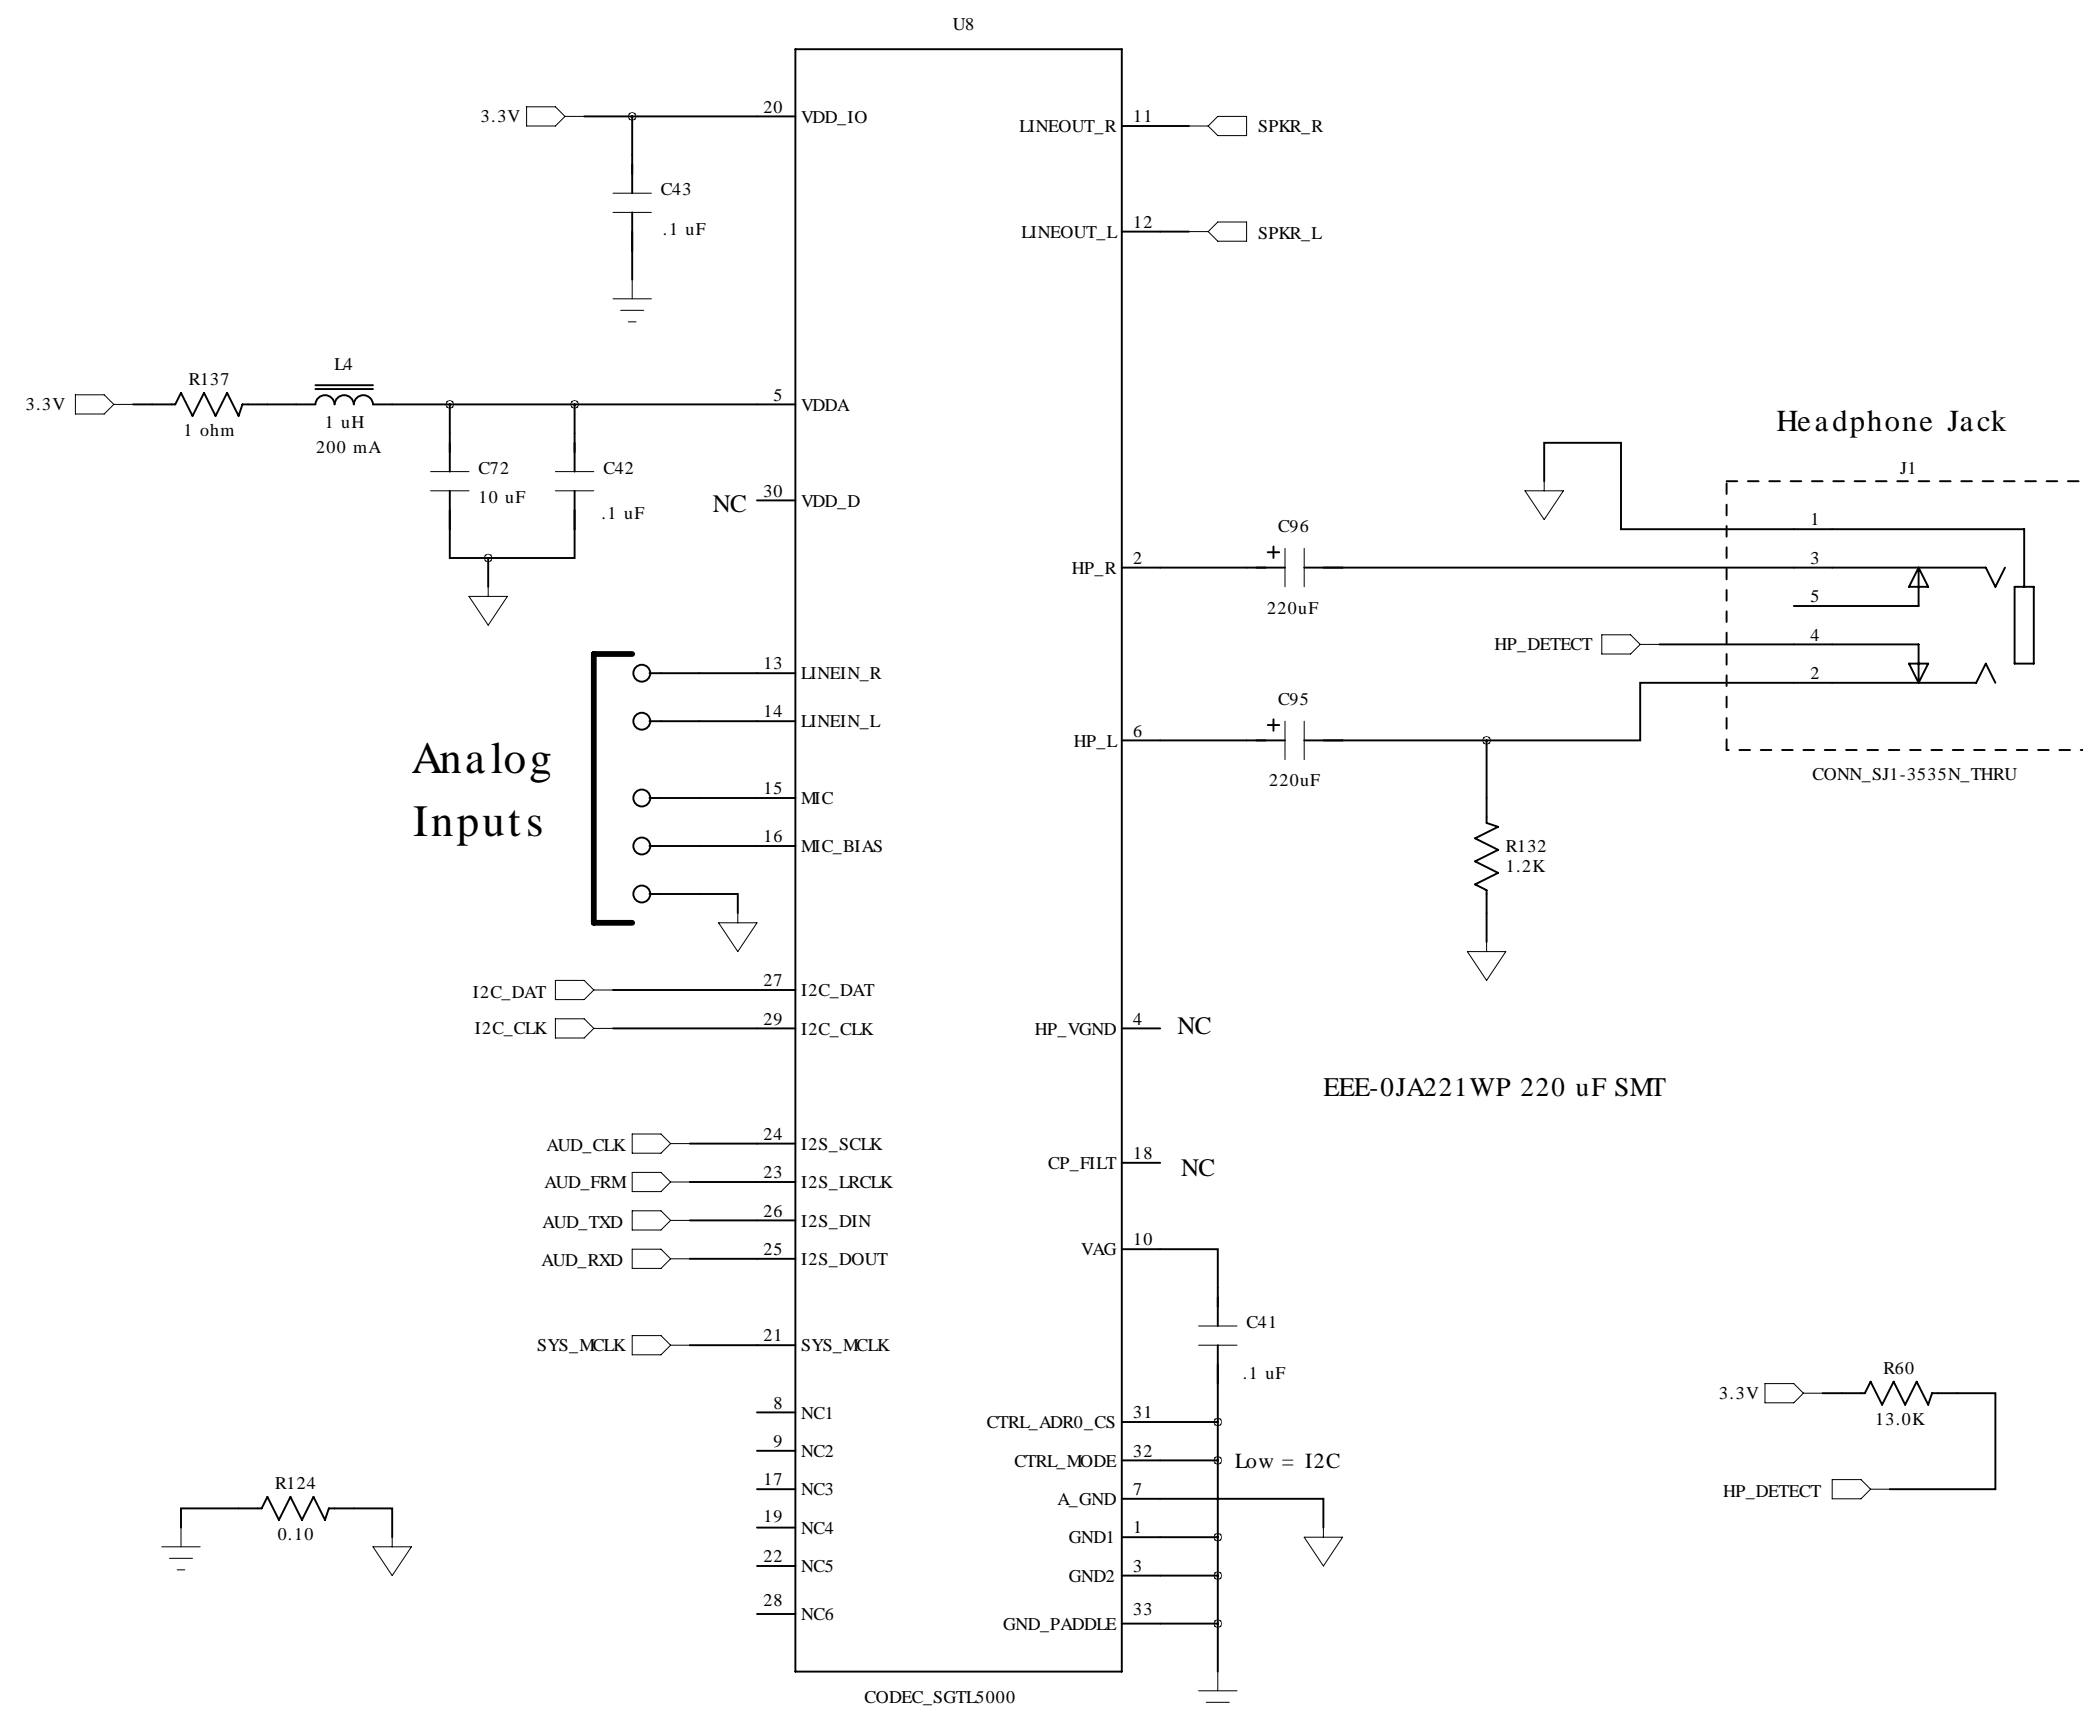 U8
3.3V
20
VDD_IO
C43
.1 uF
LINEOUT_R
11
SPKR_R
LINEOUT_L
12
SPKR_L
3.3V
R137
1 ohm
L4
1 uH
200 mA
5
VDDA
C72
10 uF
C42
.1 uF
NC
30
VDD_D
Headphone Jack
J1
1
3
5
4
2
HP_DETECT
CONN_SJ1-3535N_THRU
HP_R
2
C96
+
220uF
HP_L
6
C95
+
220uF
R132
1.2K
Analog
Inputs
13
LINEIN_R
14
LINEIN_L
15
MIC
16
MIC_BIAS
I2C_DAT
27
I2C_DAT
I2C_CLK
29
I2C_CLK
HP_VGND
4
NC
EEE-0JA221WP 220 uF SMT
AUD_CLK
24
I2S_SCLK
AUD_FRM
23
I2S_LRCLK
AUD_TXD
26
I2S_DIN
AUD_RXD
25
I2S_DOUT
CP_FILT
18
NC
VAG
10
C41
.1 uF
SYS_MCLK
21
SYS_MCLK
8
NC1
9
NC2
17
NC3
19
NC4
22
NC5
28
NC6
CTRL_ADR0_CS
31
CTRL_MODE
32
Low = I2C
A_GND
7
GND1
1
GND2
3
GND_PADDLE
33
CODEC_SGTL5000
R124
0.10
3.3V
R60
13.0K
HP_DETECT